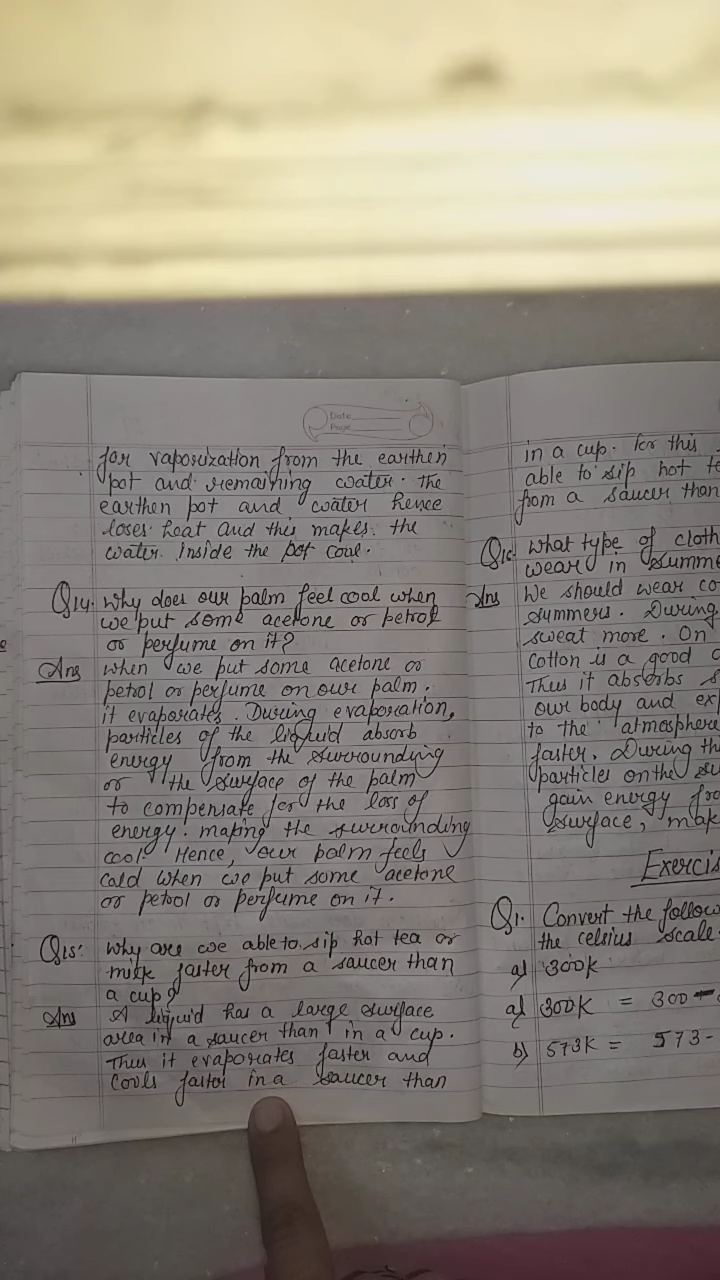 Date
Page
for vaporization from the earthen
pot and remaining water. The
earthen pot and water hence
loses heat and this makes the
water inside the pot cool.
Q14. Why does our palm feel cool when
we put some acetone or petrol
or perfume on it?
Ans when we put some acetone or
petrol or perfume on our palm.
it evaporates. During evaporation,
particles of the liquid absorb
energy from the surrounding
or the surface of the palm
to compensate for the loss of
energy. making the surrounding
cool. Hence, our palm feels
cold when we put some acetone
or petrol or perfume on it.
Q15. Why are we able to sip hot tea or
milk faster from a saucer than
a cup?
Ans A liquid has a large surface
area in a saucer than in a cup.
Thus it evaporates faster and
cools faster in a saucer than
in a cup. for this
able to sip hot
from a saucer than
Q16. What type of cloth
wear in summe
Ans We should wear co
summers. During
sweat more. On
cotton is a good
Thus it absorbs
our body and exp
to the atmosphere
faster. During th
particles on the su
gain energy fro
surface, mak
Exercis
Q1. Convert the follow
the celsius scale
a) 300K
a) 300K = 300 -
b) 573K = 573 -